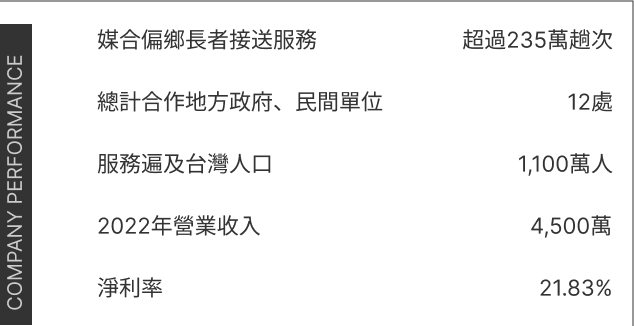 COMPANY PERFORMANCE
媒合偏鄉長者接送服務 超過235萬趟次
總計合作地方政府、民間單位 12處
服務遍及台灣人口 1,100萬人
2022年營業收入 4,500萬
淨利率 21.83%